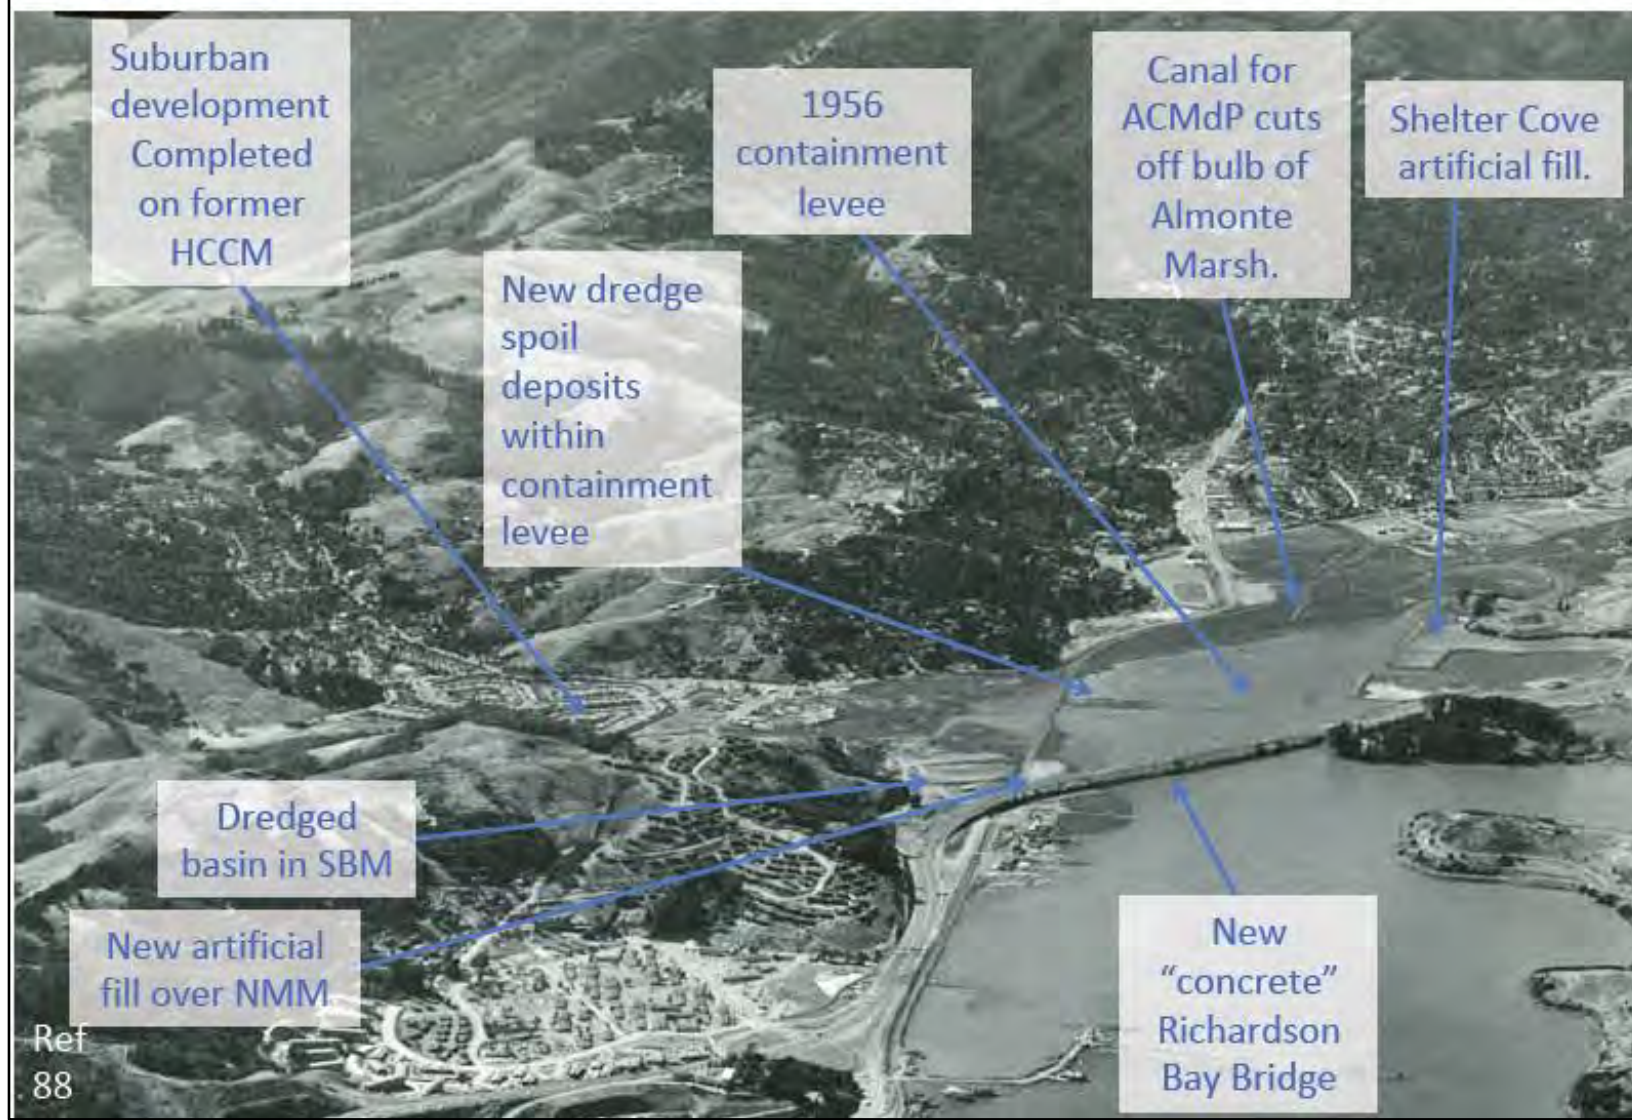 Suburban
development
Completed
on former
HCCM
1956
containment
levee
Canal for
ACMdP cuts
off bulb of
Almonte
Marsh.
Shelter Cove
artificial fill.
New dredge
spoil
deposits
within
containment
levee
Dredged
basin in SBM
New artificial
fill over NMM
New
“concrete”
Richardson
Bay Bridge
Ref
88